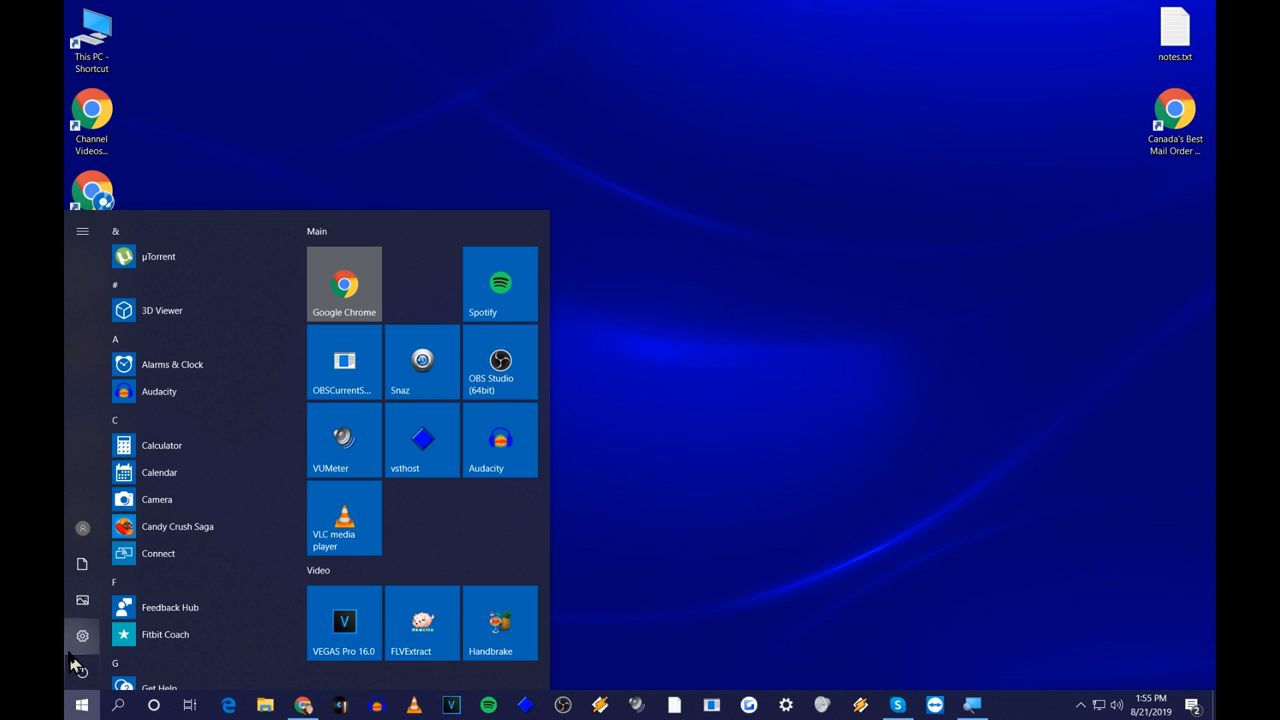 This PC -
Shortcut
Channel
Videos...
notes.txt
Canada's Best
Mail Order ...
&
µTorrent
#
3D Viewer
A
Alarms & Clock
Audacity
C
Calculator
Calendar
Camera
Candy Crush Saga
Connect
F
Feedback Hub
Fitbit Coach
G
Get Help
Main
Google Chrome
Spotify
OBSCurrentS...
Snaz
OBS Studio
(64bit)
VUMeter
vsthost
Audacity
VLC media
player
Video
VEGAS Pro 16.0
FLVExtract
Handbrake
1:55 PM
8/21/2019
2